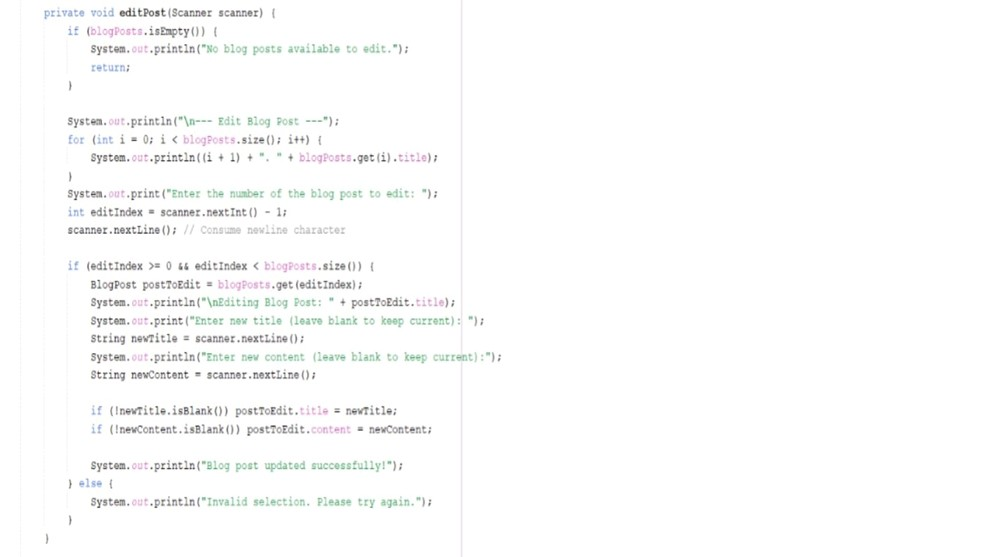 private void editPost(Scanner scanner) {
if (blogPosts.isEmpty()) {
System.out.println("No blog posts available to edit.");
return;
}
System.out.println("\n--- Edit Blog Post ---");
for (int i = 0; i < blogPosts.size(); i++) {
System.out.println((i + 1) + ". " + blogPosts.get(i).title);
}
System.out.print("Enter the number of the blog post to edit: ");
int editIndex = scanner.nextInt() - 1;
scanner.nextLine(); // Consume newline character
if (editIndex >= 0 && editIndex < blogPosts.size()) {
BlogPost postToEdit = blogPosts.get(editIndex);
System.out.println("\nEditing Blog Post: " + postToEdit.title);
System.out.print("Enter new title (leave blank to keep current): ");
String newTitle = scanner.nextLine();
System.out.println("Enter new content (leave blank to keep current):");
String newContent = scanner.nextLine();
if (!newTitle.isBlank()) postToEdit.title = newTitle;
if (!newContent.isBlank()) postToEdit.content = newContent;
System.out.println("Blog post updated successfully!");
} else {
System.out.println("Invalid selection. Please try again.");
}
}